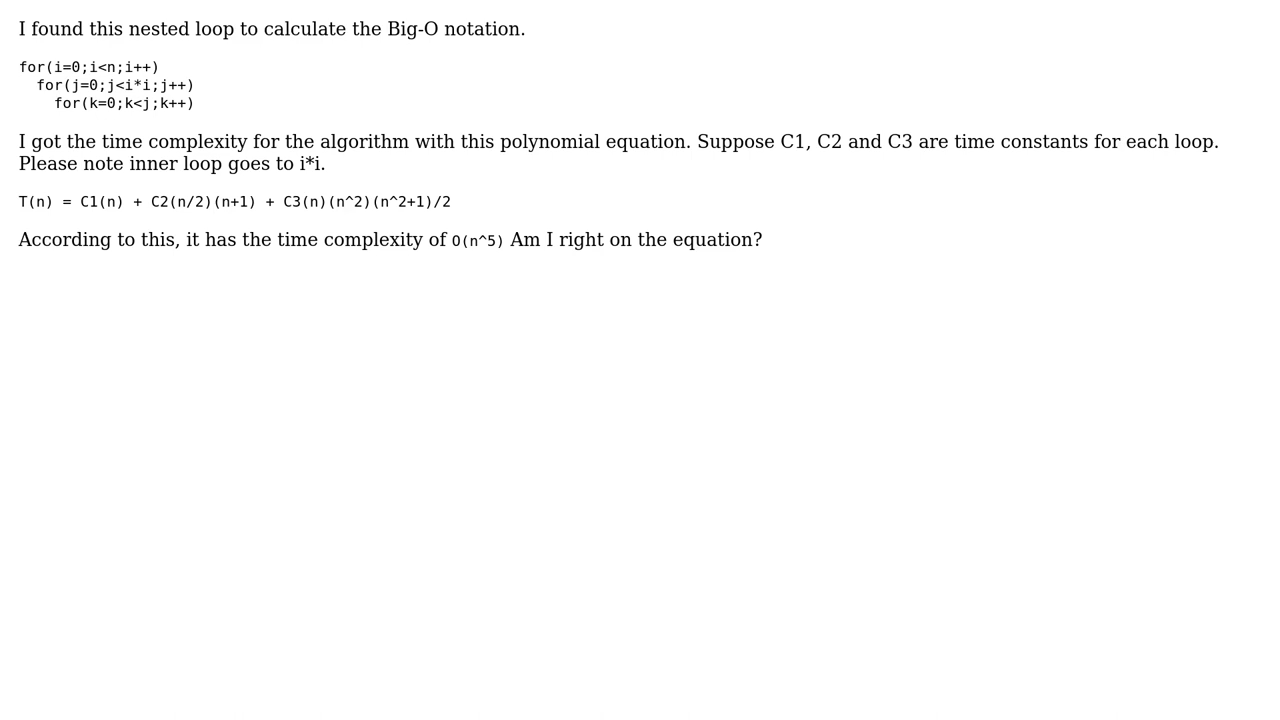 I found this nested loop to calculate the Big-O notation.
for(i=0;i<n;i++)
  for(j=0;j<i*i;j++)
    for(k=0;k<j;k++)
I got the time complexity for the algorithm with this polynomial equation. Suppose C1, C2 and C3 are time constants for each loop.
Please note inner loop goes to i*i.
T(n) = C1(n) + C2(n/2)(n+1) + C3(n)(n^2)(n^2+1)/2
According to this, it has the time complexity of O(n^5) Am I right on the equation?